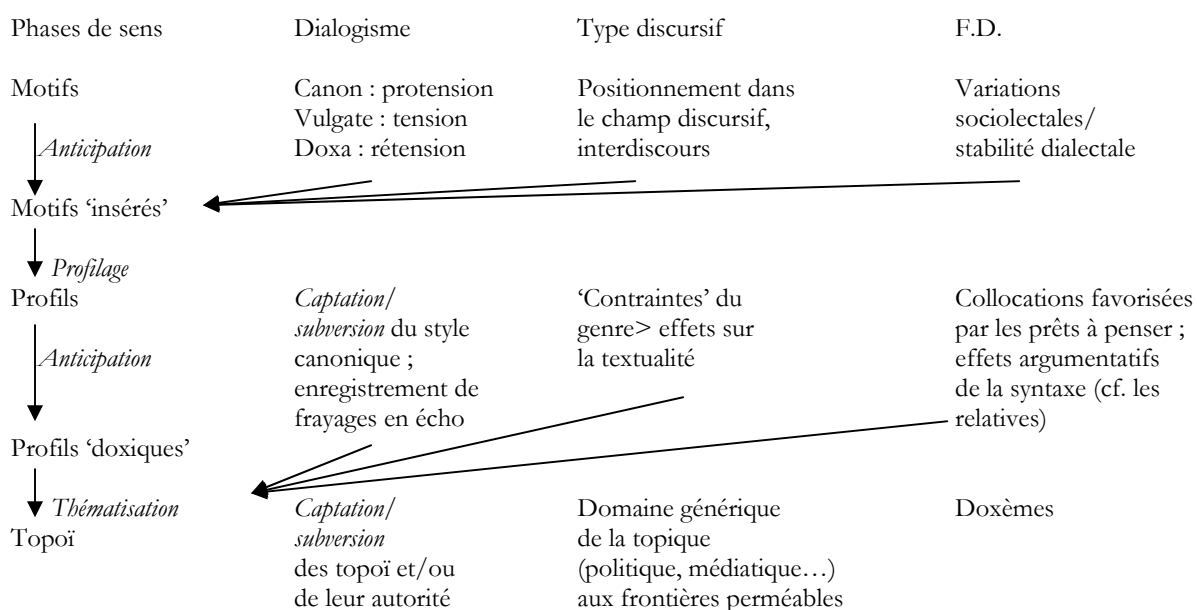 Phases de sens Dialogisme Type discursif F.D.
Motifs Canon : protension Positionnement dans Variations
Vulgate : tension le champ discursif, sociolectales/
Anticipation Doxa : rétension interdiscours stabilité dialectale
Motifs ‘insérés’
Profilage
Profils Captation/ ‘Contraintes’ du Collocations favorisées
subversion du style genre> effets sur par les prêts à penser ;
Anticipation canonique ; la textualité effets argumentatifs
enregistrement de de la syntaxe (cf. les
frayages en écho relatives)
Profils ‘doxiques’
Thématisation Captation/ Domaine générique Doxèmes
Topoï subversion de la topique
des topoï et/ou (politique, médiatique…)
de leur autorité aux frontières perméables